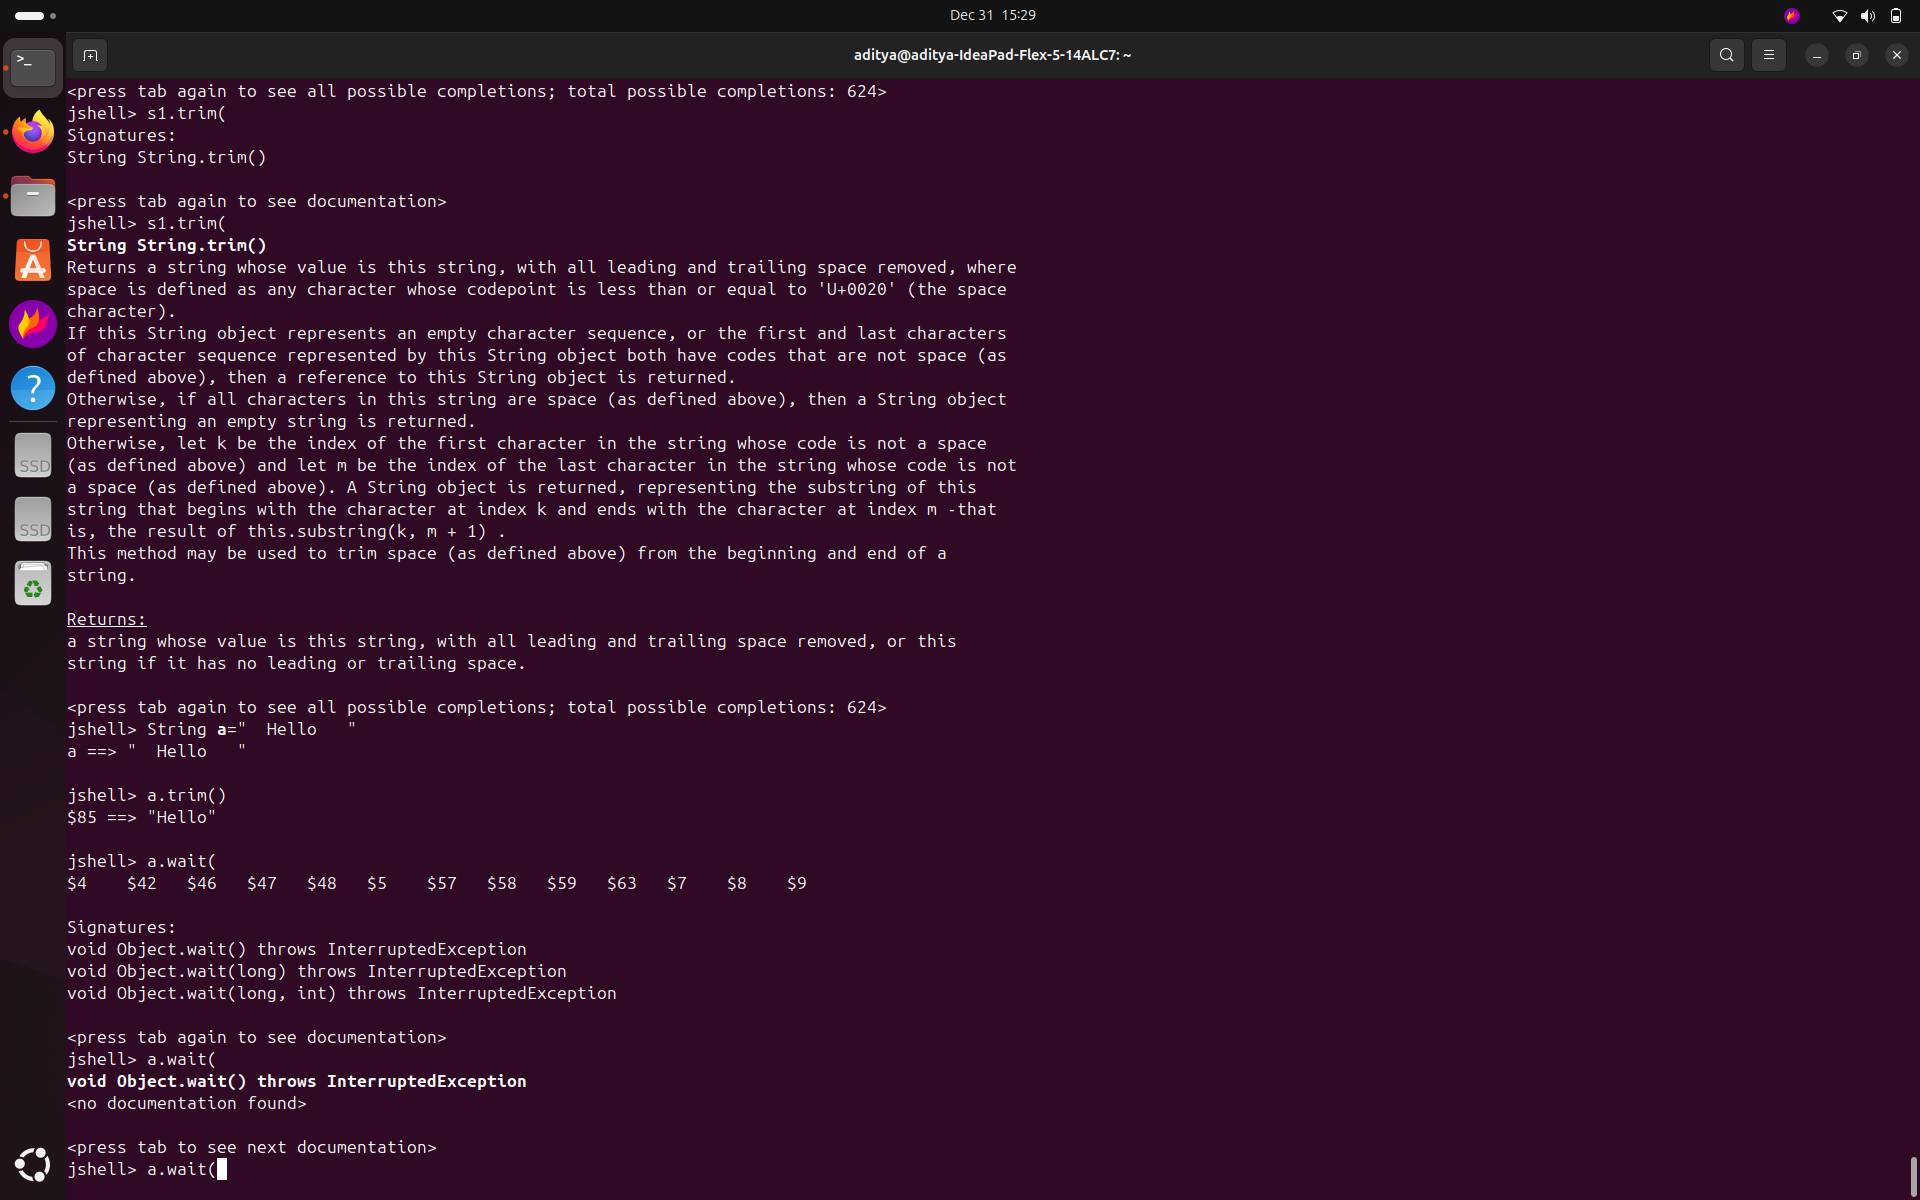 Dec 31  15:29
aditya@aditya-IdeaPad-Flex-5-14ALC7: ~
<press tab again to see all possible completions; total possible completions: 624>
jshell> s1.trim(
Signatures:
String String.trim()
<press tab again to see documentation>
jshell> s1.trim(
String String.trim()
Returns a string whose value is this string, with all leading and trailing space removed, where
space is defined as any character whose codepoint is less than or equal to 'U+0020' (the space
character).
If this String object represents an empty character sequence, or the first and last characters
of character sequence represented by this String object both have codes that are not space (as
defined above), then a reference to this String object is returned.
Otherwise, if all characters in this string are space (as defined above), then a String object
representing an empty string is returned.
Otherwise, let k be the index of the first character in the string whose code is not a space
(as defined above) and let m be the index of the last character in the string whose code is not
a space (as defined above). A String object is returned, representing the substring of this
string that begins with the character at index k and ends with the character at index m -that
is, the result of this.substring(k, m + 1) .
This method may be used to trim space (as defined above) from the beginning and end of a
string.
Returns:
a string whose value is this string, with all leading and trailing space removed, or this
string if it has no leading or trailing space.
<press tab again to see all possible completions; total possible completions: 624>
jshell> String a="  Hello   "
a ==> "  Hello   "
jshell> a.trim()
$85 ==> "Hello"
jshell> a.wait(
$4    $42   $46   $47   $48   $5    $57   $58   $59   $63   $7    $8    $9
Signatures:
void Object.wait() throws InterruptedException
void Object.wait(long) throws InterruptedException
void Object.wait(long, int) throws InterruptedException
<press tab again to see documentation>
jshell> a.wait(
void Object.wait() throws InterruptedException
<no documentation found>
<press tab to see next documentation>
jshell> a.wait(
SSD
SSD